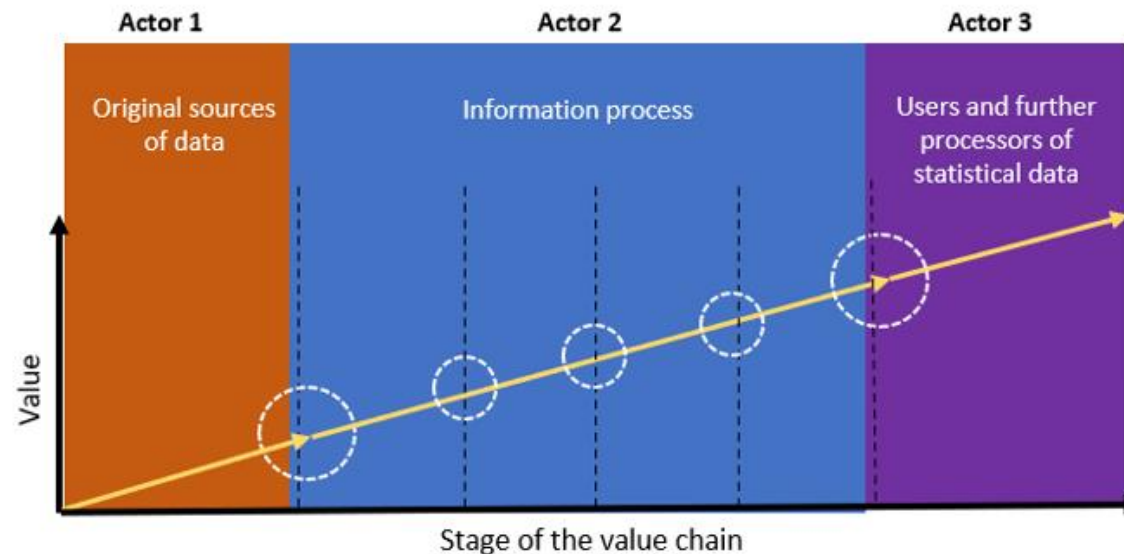 Actor 1
Actor 2
Actor 3
Original sources
of data
Information process
Users and further
processors of
statistical data
Value
Stage of the value chain